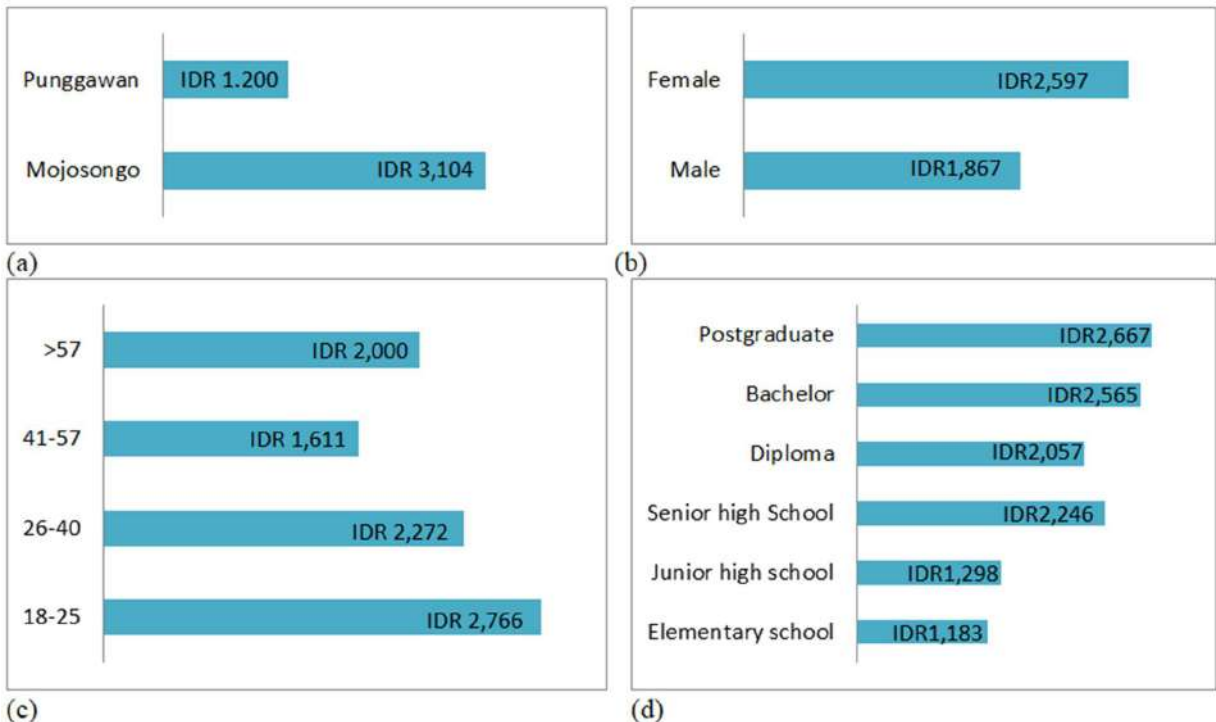 Punggawan IDR 1.200
Mojosongo IDR 3,104
(a)
Female IDR2,597
Male IDR1,867
(b)
>57 IDR 2,000
41-57 IDR 1,611
26-40 IDR 2,272
18-25 IDR 2,766
(c)
Postgraduate IDR2,667
Bachelor IDR2,565
Diploma IDR2,057
Senior high School IDR2,246
Junior high school IDR1,298
Elementary school IDR1,183
(d)